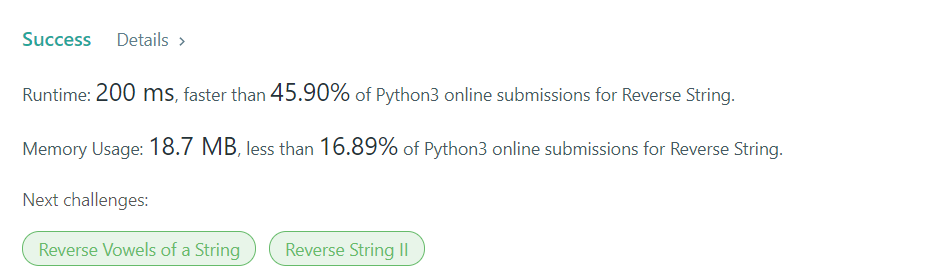 Success Details >
Runtime: 200 ms, faster than 45.90% of Python3 online submissions for Reverse String.
Memory Usage: 18.7 MB, less than 16.89% of Python3 online submissions for Reverse String.
Next challenges:
Reverse Vowels of a String Reverse String II